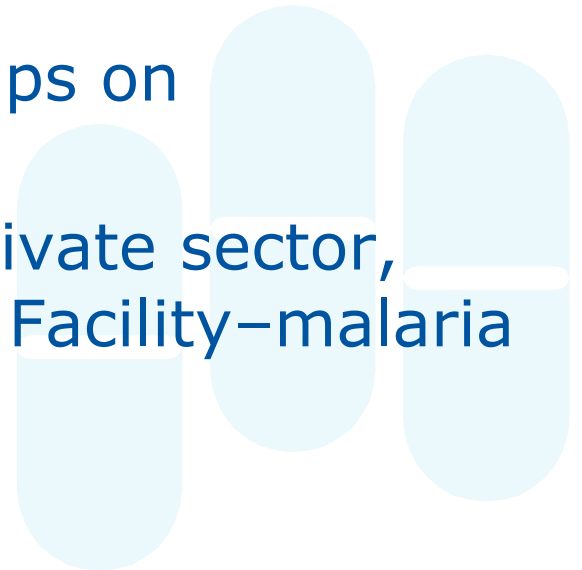 ps on
ivate sector,
Facility–malaria